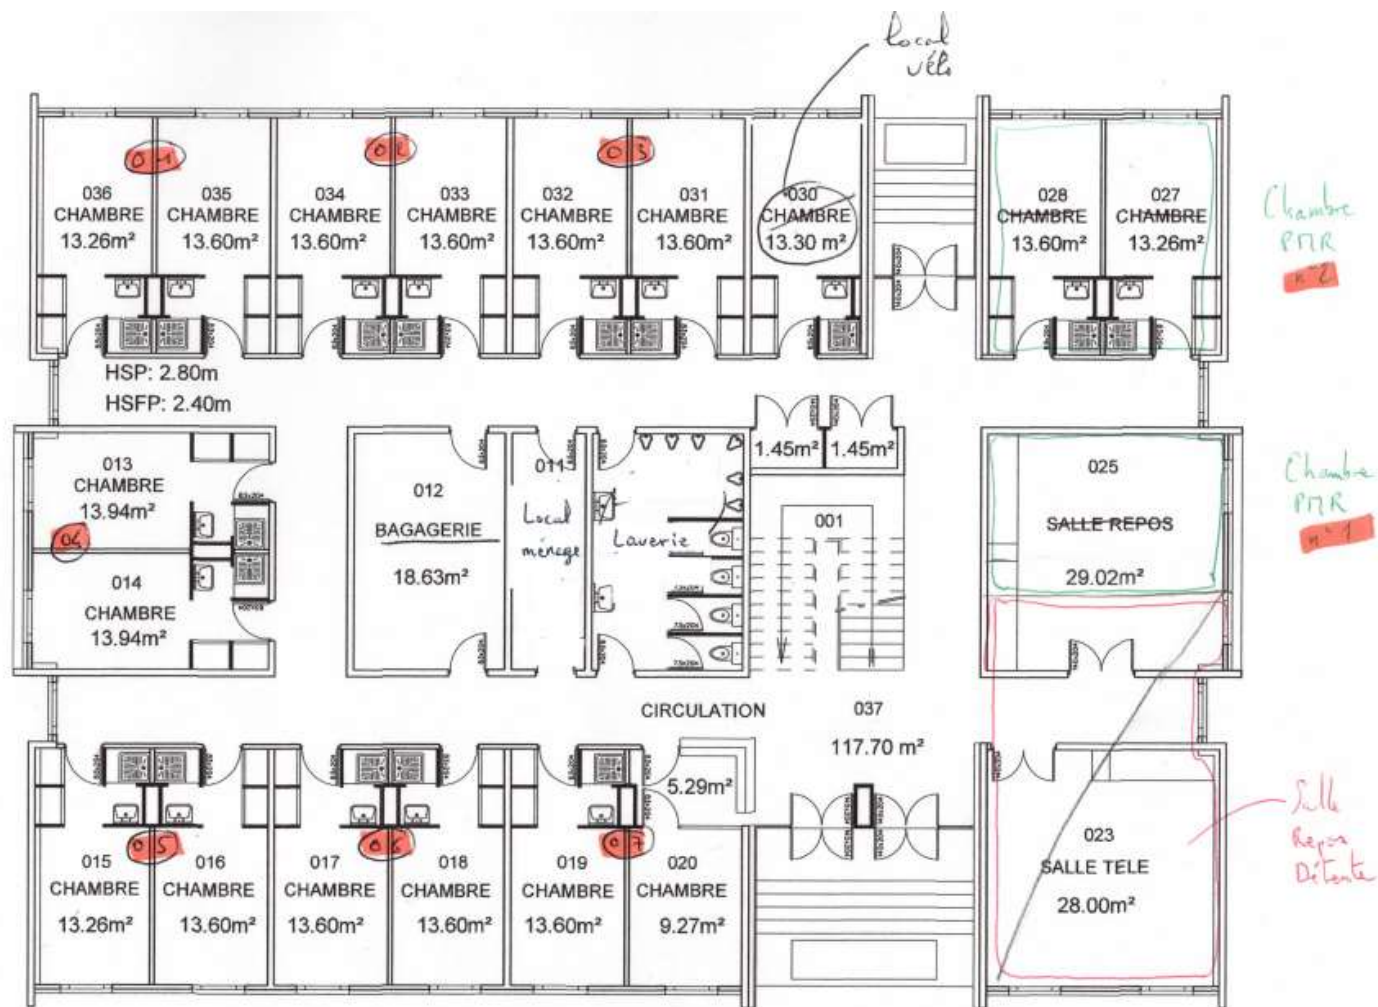 Local
vélo
01
02
03
036
CHAMBRE
13.26m²
035
CHAMBRE
13.60m²
034
CHAMBRE
13.60m²
033
CHAMBRE
13.60m²
032
CHAMBRE
13.60m²
031
CHAMBRE
13.60m²
030
CHAMBRE
13.30 m²
028
CHAMBRE
13.60m²
027
CHAMBRE
13.26m²
Chambre
PMR
n°2
HSP: 2.80m
HSFP: 2.40m
013
CHAMBRE
13.94m²
04
014
CHAMBRE
13.94m²
012
BAGAGERIE
18.63m²
011
Local
ménage
Laverie
1.45m²
1.45m²
001
025
SALLE REPOS
29.02m²
Chambre
PMR
n°1
CIRCULATION
037
117.70 m²
5.29m²
05
06
07
015
CHAMBRE
13.26m²
016
CHAMBRE
13.60m²
017
CHAMBRE
13.60m²
018
CHAMBRE
13.60m²
019
CHAMBRE
13.60m²
020
CHAMBRE
9.27m²
023
SALLE TELE
28.00m²
Salle
Repos
Détente